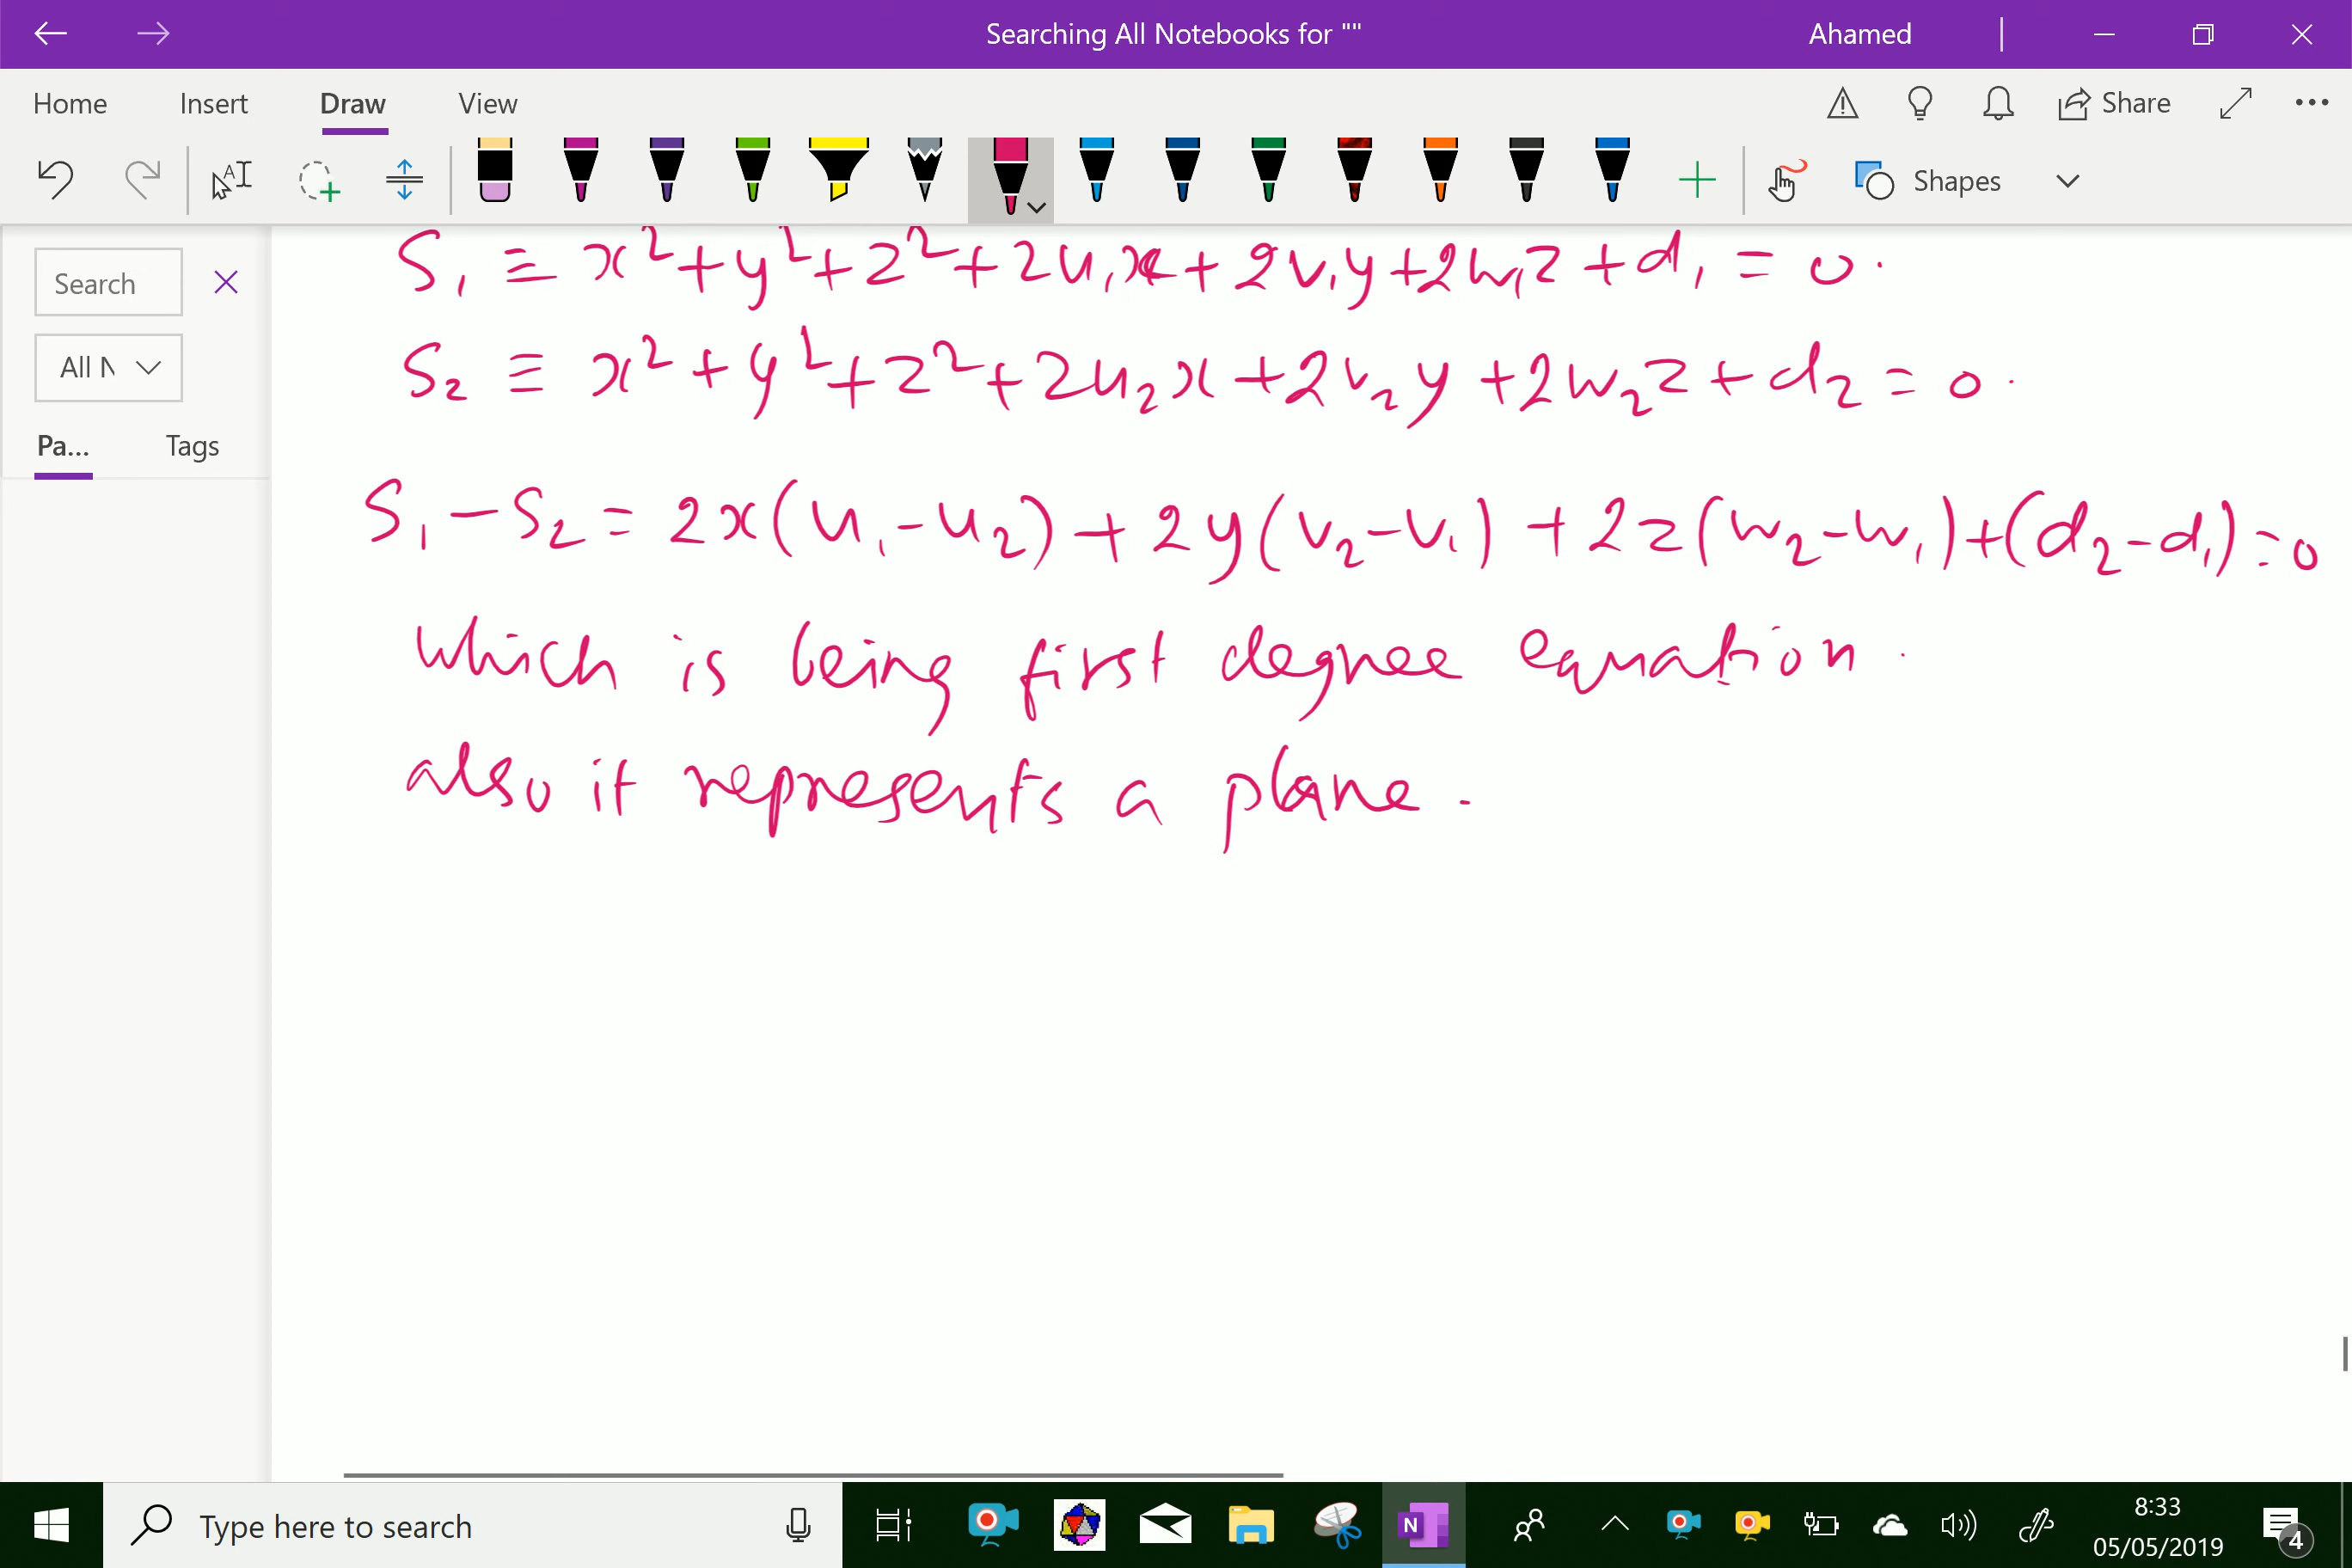 Searching All Notebooks for ""
Ahamed
Home Insert Draw View
Share
Shapes
Search
All N
Pa... Tags
S₁ ≡ x²+y²+z²+2u₁x+2v₁y+2w₁z+d₁ = 0.
S₂ ≡ x²+y²+z²+2u₂x+2v₂y+2w₂z+d₂ = 0.
S₁-S₂ = 2x(u₁-u₂)+2y(v₂-v₁)+2z(w₂-w₁)+(d₂-d₁)=0
which is being first degree equation.
also it represents a plane.
Type here to search
N
8:33
05/05/2019
4